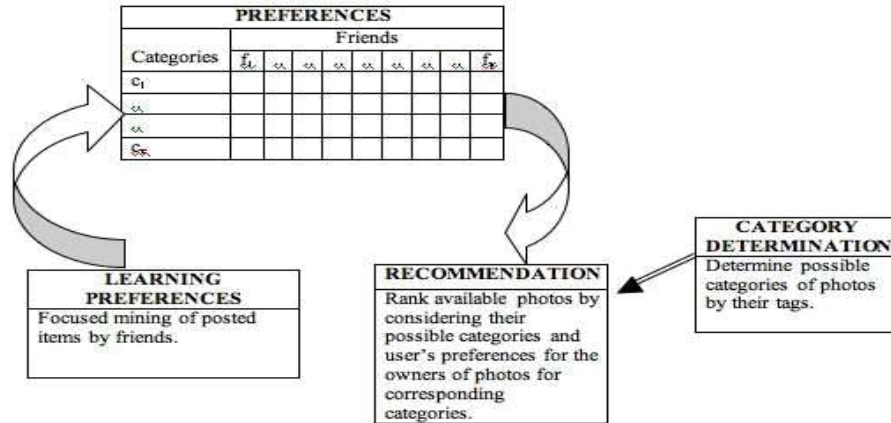 PREFERENCES
Categories
Friends
f₁ .. .. .. .. .. .. ..
c₁
..
..
LEARNING
PREFERENCES
Focused mining of posted
items by friends.
RECOMMENDATION
Rank available photos by
considering their
possible categories and
user's preferences for the
owners of photos for
corresponding
categories.
CATEGORY
DETERMINATION
Determine possible
categories of photos
by their tags.